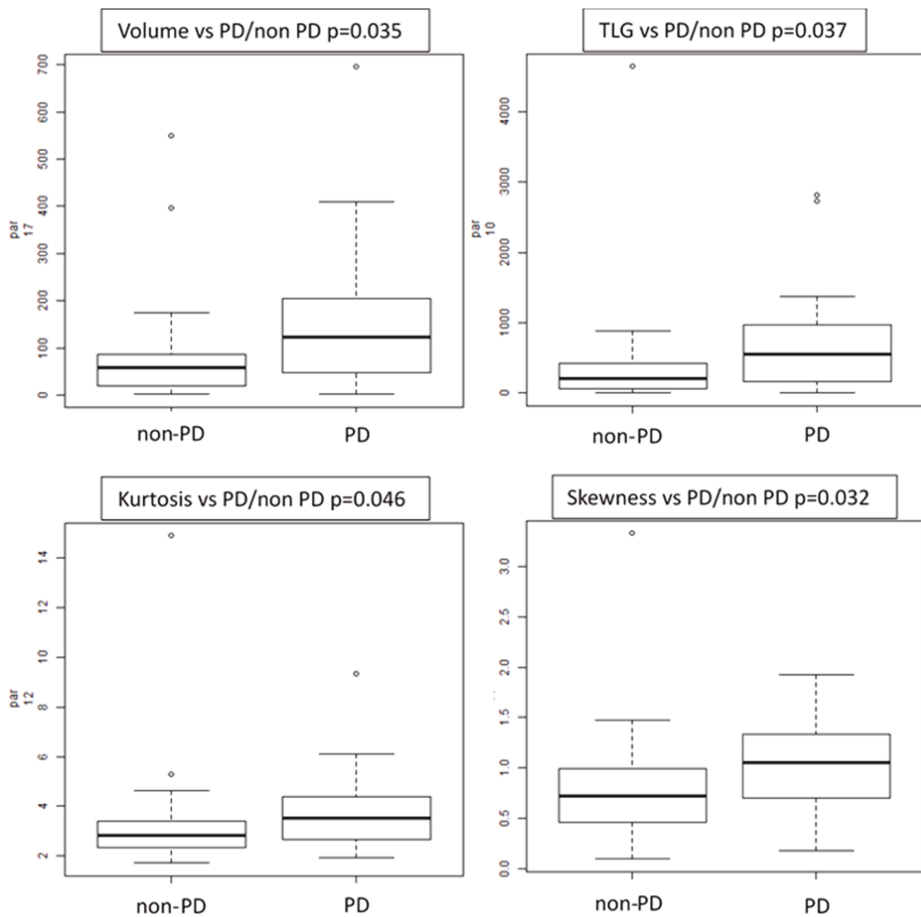 Volume vs PD/non PD p=0.035
700
600
500
400
300
200
100
0
par
17
non-PD PD
TLG vs PD/non PD p=0.037
4000
3000
2000
1000
0
par
10
non-PD PD
Kurtosis vs PD/non PD p=0.046
14
12
10
8
6
4
2
par
12
non-PD PD
Skewness vs PD/non PD p=0.032
3.0
2.0
1.5
1.0
0.5
0.0
non-PD PD